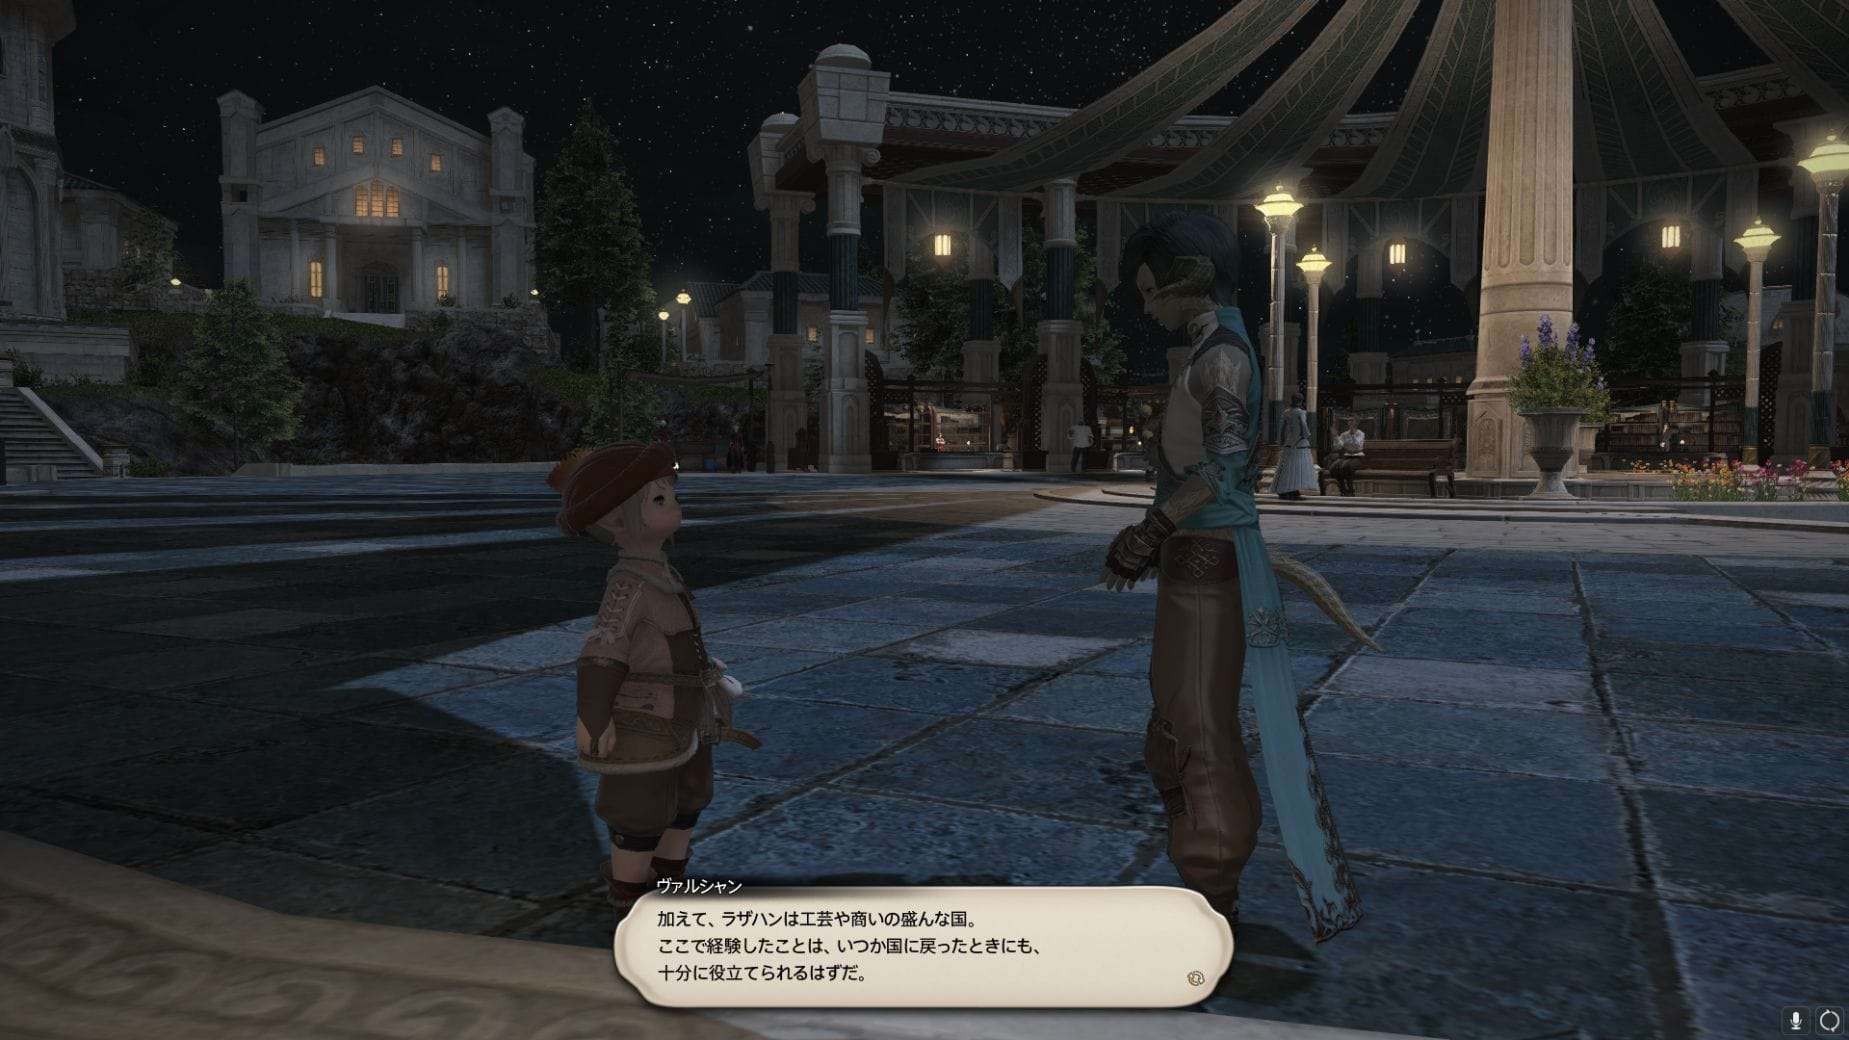 ヴァルシャン
加えて、ラザハンは工芸や商いの盛んな国。
ここで経験したことは、いつか国に戻ったときにも、
十分に役立てられるはずだ。